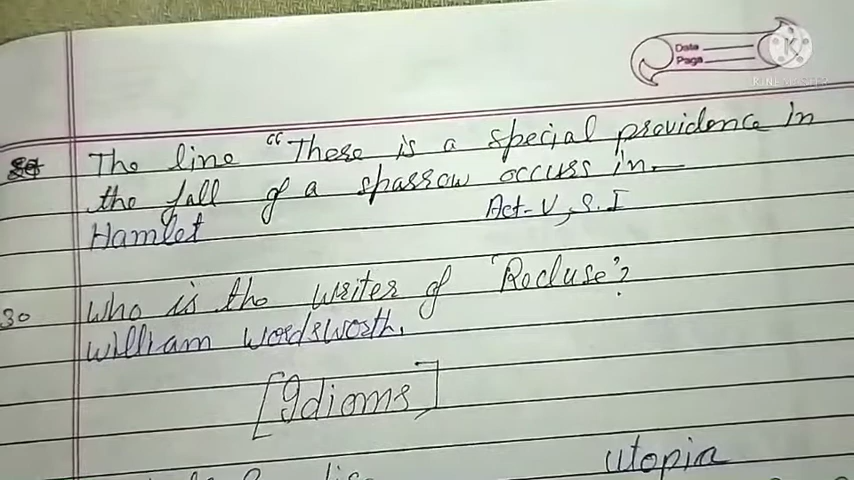 Date
Page
KINEMASTER
The line "There is a special providence in
the fall of a sparrow occurs in.—
Act-V, S.I
Hamlet
30 Who is the writer of 'Recluse'?
William Wordsworth.
[Idioms]
utopia